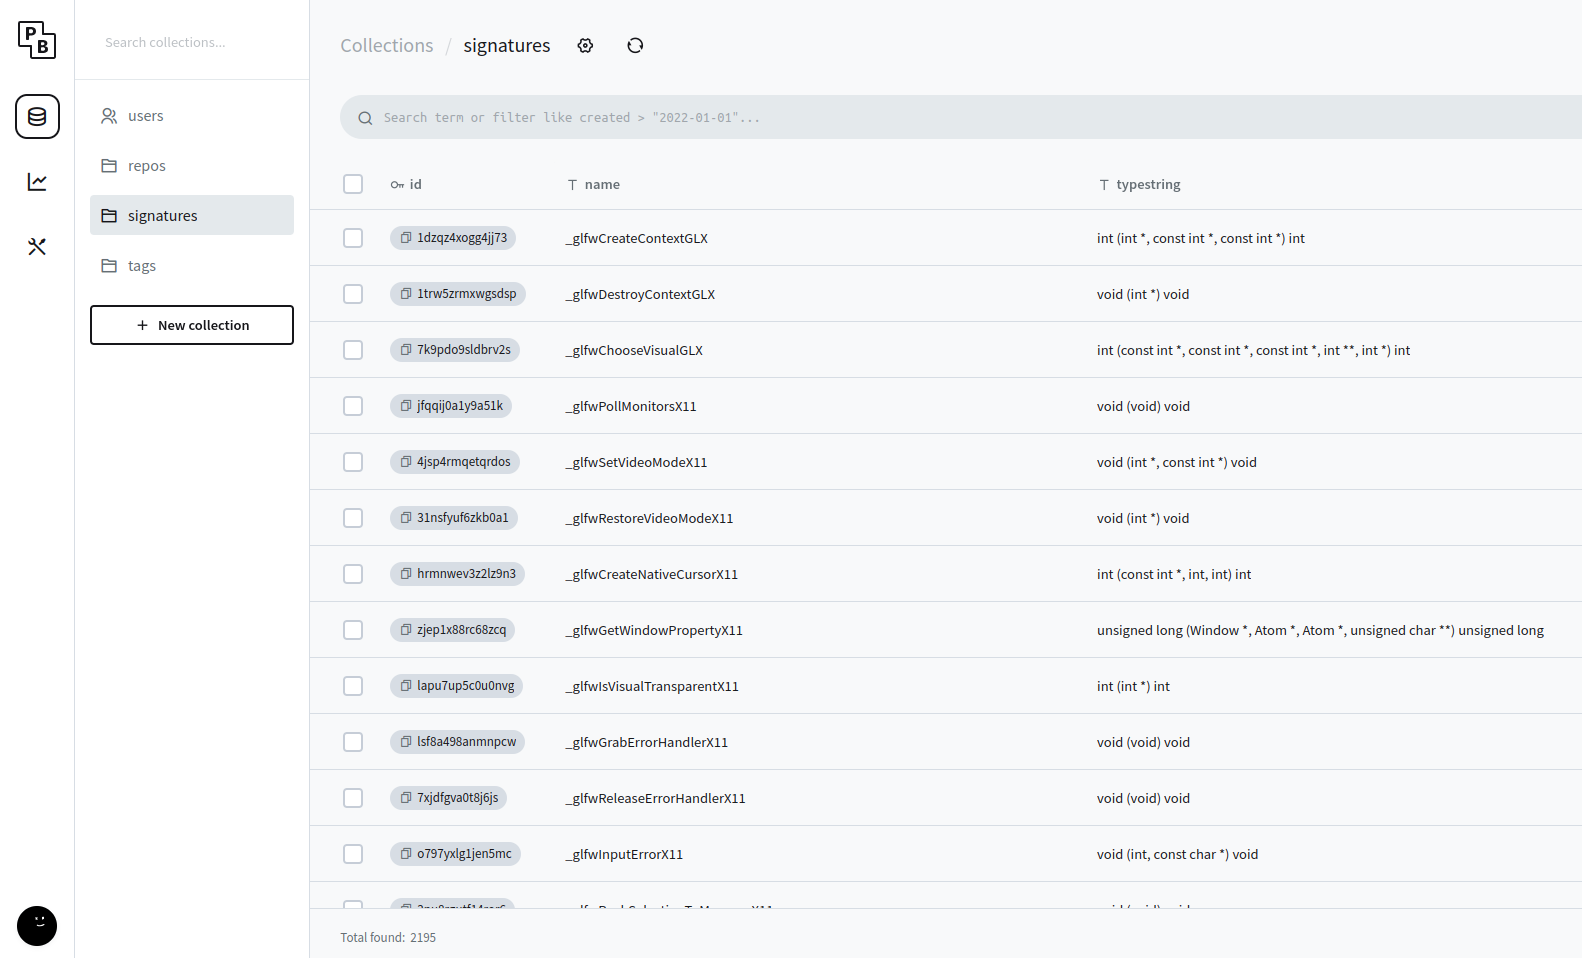 PB
Search collections...
Collections / signatures
users
repos
signatures
tags
+ New collection
Search term or filter like created > "2022-01-01"...
id name typestring
1dzqz4xogg4jj73 _glfwCreateContextGLX int (int *, const int *, const int *) int
1trw5zrmxwgsdsp _glfwDestroyContextGLX void (int *) void
7k9pdo9sldbrv2s _glfwChooseVisualGLX int (const int *, const int *, const int *, int **, int *) int
jfqqij0a1y9a51k _glfwPollMonitorsX11 void (void) void
4jsp4rmqetqrdos _glfwSetVideoModeX11 void (int *, const int *) void
31nsfyuf6zkb0a1 _glfwRestoreVideoModeX11 void (int *) void
hrmnwev3z2lz9n3 _glfwCreateNativeCursorX11 int (const int *, int, int) int
zjep1x88rc68zcq _glfwGetWindowPropertyX11 unsigned long (Window *, Atom *, Atom *, unsigned char **) unsigned long
lapu7up5c0u0nvg _glfwIsVisualTransparentX11 int (int *) int
lsf8a498anmnpcw _glfwGrabErrorHandlerX11 void (void) void
7xjdfgva0t8j6js _glfwReleaseErrorHandlerX11 void (void) void
o797yxlg1jen5mc _glfwInputErrorX11 void (int, const char *) void
Total found: 2195